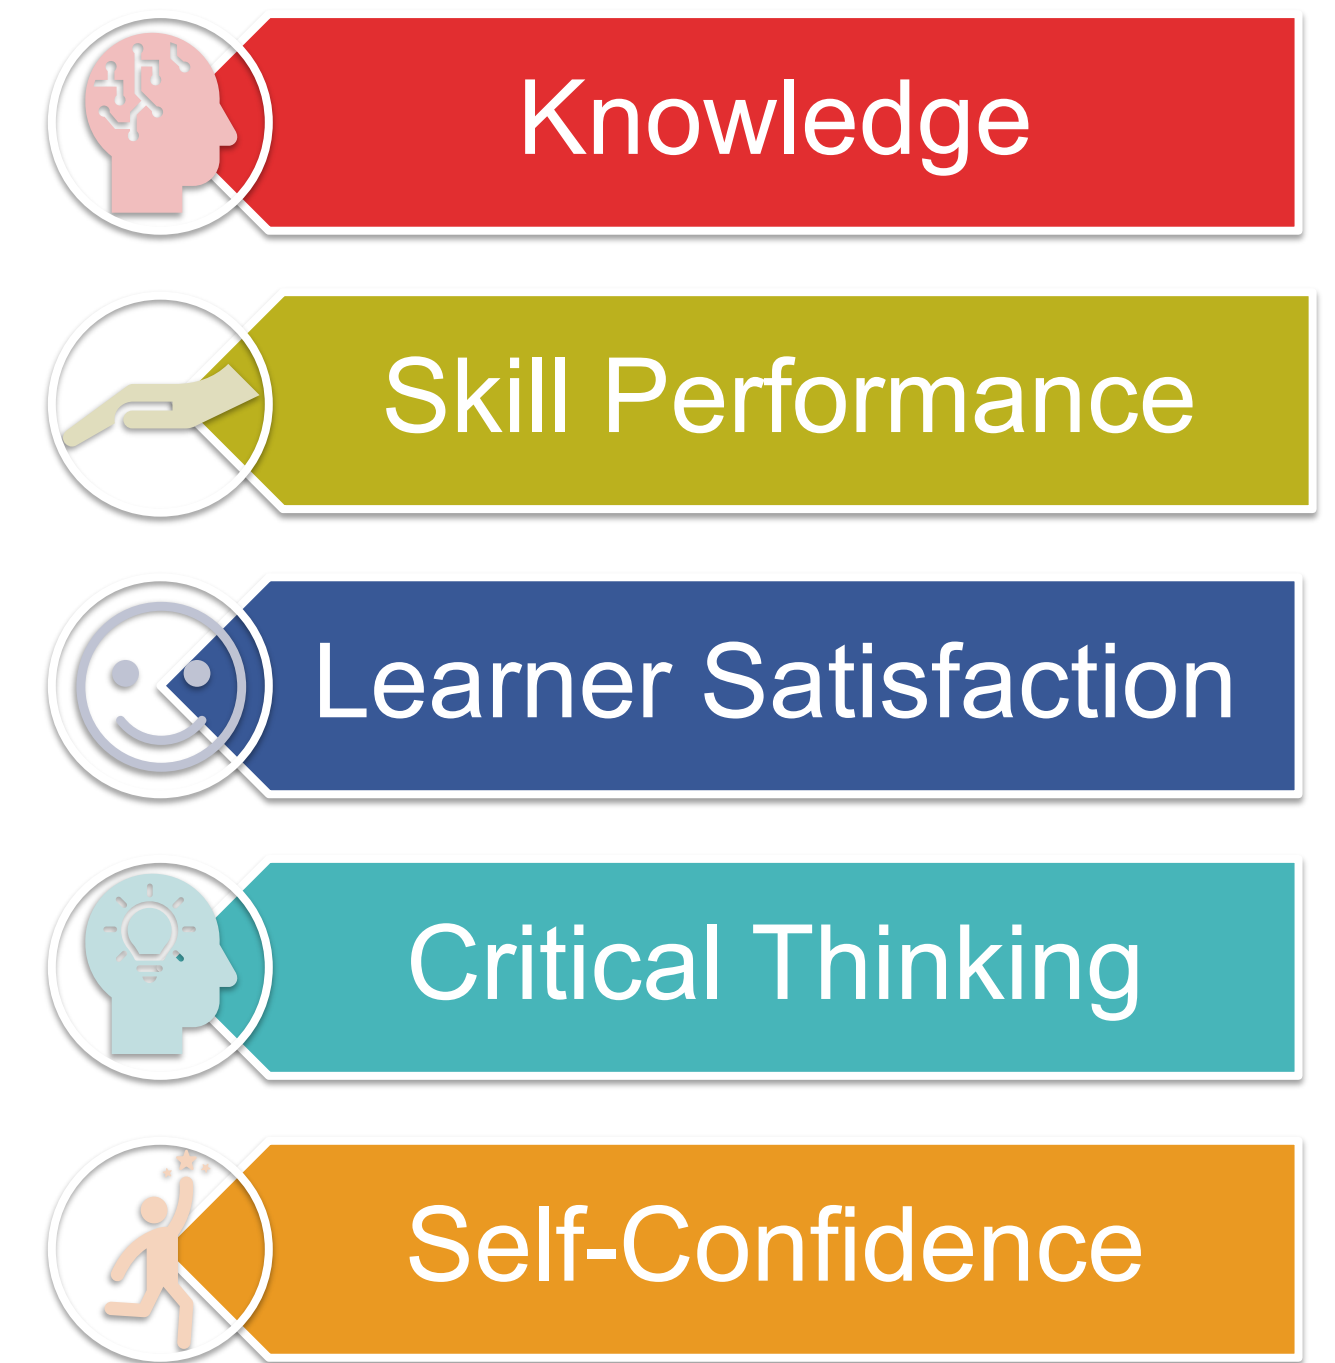 Knowledge
Skill Performance
Learner Satisfaction
Critical Thinking
Self-Confidence